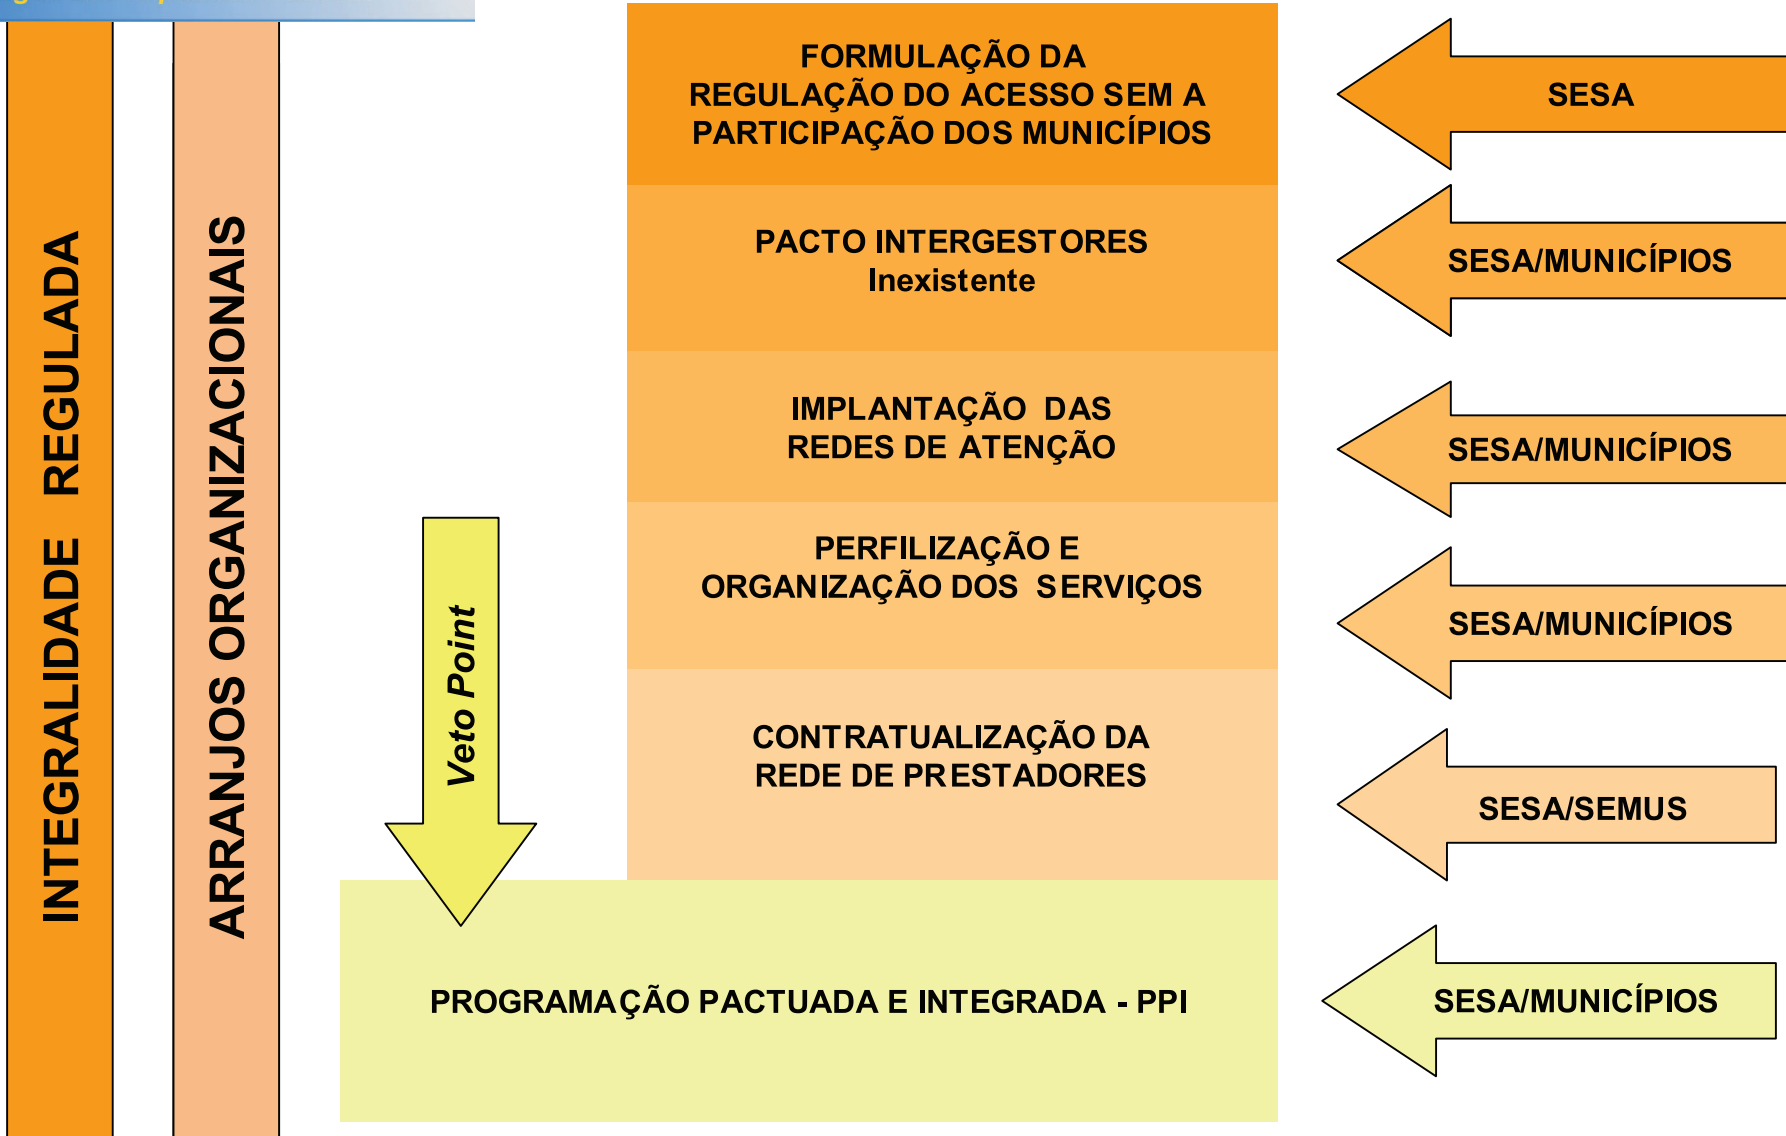 INTEGRALIDADE REGULADA
ARRANJOS ORGANIZACIONAIS
Veto Point
FORMULAÇÃO DA
REGULAÇÃO DO ACESSO SEM A
PARTICIPAÇÃO DOS MUNICÍPIOS
SESA
PACTO INTERGESTORES
Inexistente
SESA/MUNICÍPIOS
IMPLANTAÇÃO DAS
REDES DE ATENÇÃO
SESA/MUNICÍPIOS
PERFILIZAÇÃO E
ORGANIZAÇÃO DOS SERVIÇOS
SESA/MUNICÍPIOS
CONTRATUALIZAÇÃO DA
REDE DE PRESTADORES
SESA/SEMUS
PROGRAMAÇÃO PACTUADA E INTEGRADA - PPI
SESA/MUNICÍPIOS